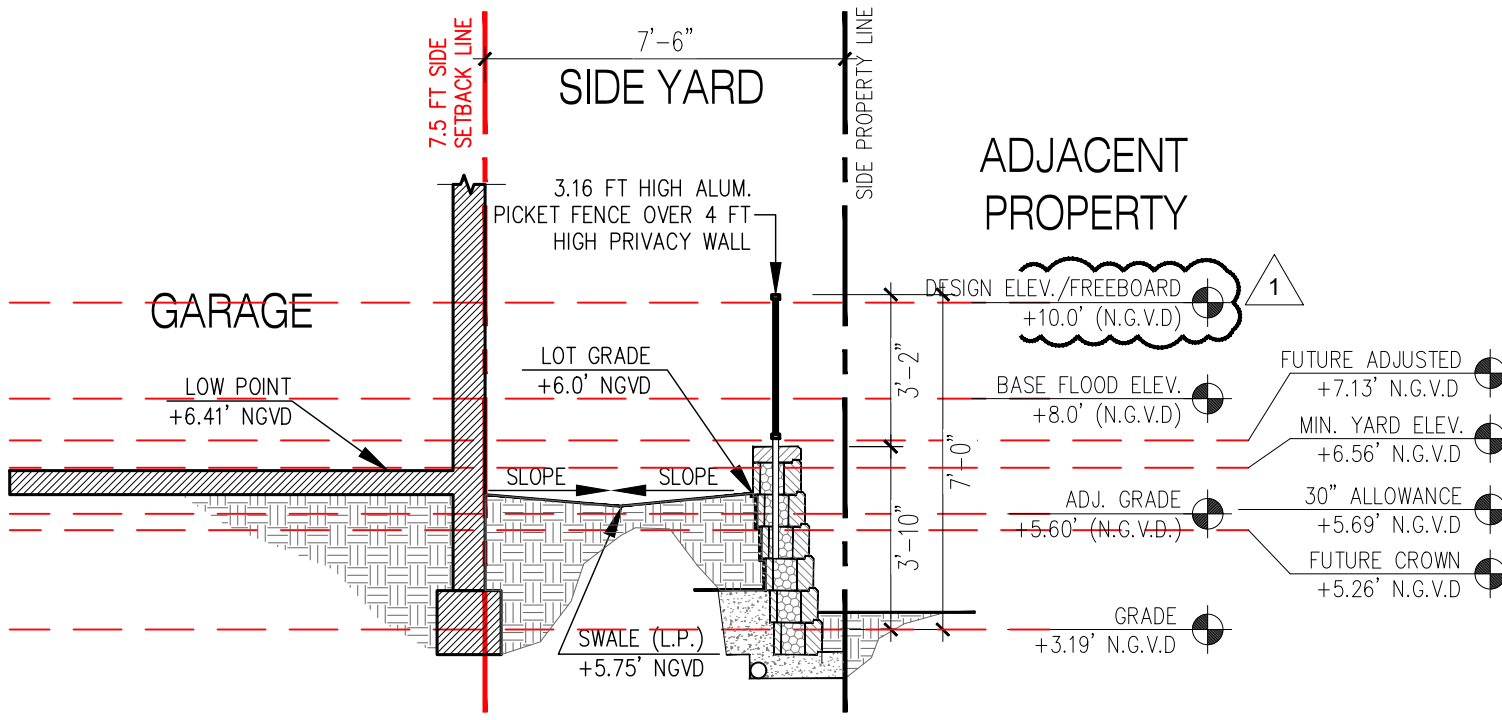 7.5 FT SIDE
SETBACK LINE
7'-6"
SIDE YARD
SIDE PROPERTY LINE
ADJACENT
PROPERTY
3.16 FT HIGH ALUM.
PICKET FENCE OVER 4 FT
HIGH PRIVACY WALL
DESIGN ELEV./FREEBOARD
+10.0' (N.G.V.D)
1
GARAGE
LOT GRADE
+6.0' NGVD
LOW POINT
+6.41' NGVD
3'-2"
BASE FLOOD ELEV.
+8.0' (N.G.V.D)
FUTURE ADJUSTED
+7.13' N.G.V.D
MIN. YARD ELEV.
+6.56' N.G.V.D
SLOPE
SLOPE
7'-0"
3'-10"
ADJ. GRADE
+5.60' (N.G.V.D.)
30" ALLOWANCE
+5.69' N.G.V.D
FUTURE CROWN
+5.26' N.G.V.D
GRADE
+3.19' N.G.V.D
SWALE (L.P.)
+5.75' NGVD